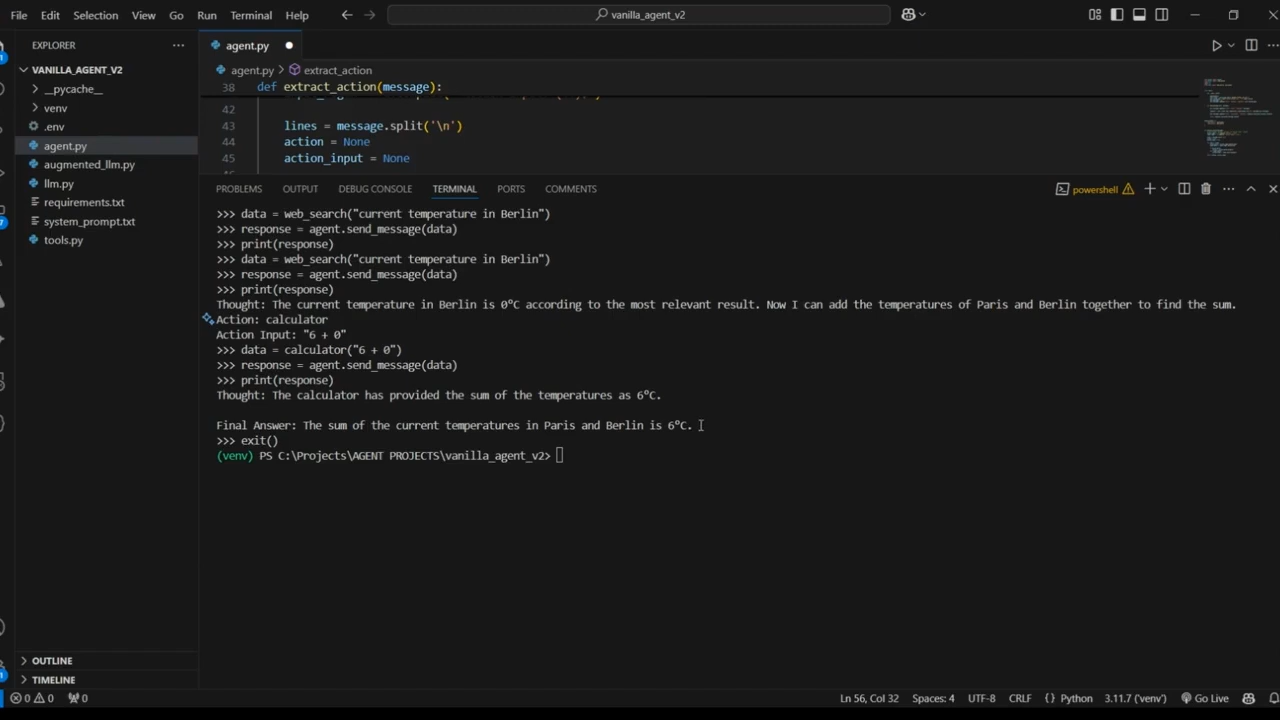 File Edit Selection View Go Run Terminal Help vanilla_agent_v2
EXPLORER
VANILLA_AGENT_V2
__pycache__
venv
.env
agent.py
augmented_llm.py
llm.py
requirements.txt
system_prompt.txt
tools.py
OUTLINE
TIMELINE
agent.py
agent.py > extract_action
38 def extract_action(message):
42
43 lines = message.split('\n')
44 action = None
45 action_input = None
PROBLEMS OUTPUT DEBUG CONSOLE TERMINAL PORTS COMMENTS powershell
>>> data = web_search("current temperature in Berlin")
>>> response = agent.send_message(data)
>>> print(response)
>>> data = web_search("current temperature in Berlin")
>>> response = agent.send_message(data)
>>> print(response)
Thought: The current temperature in Berlin is 0°C according to the most relevant result. Now I can add the temperatures of Paris and Berlin together to find the sum.
Action: calculator
Action Input: "6 + 0"
>>> data = calculator("6 + 0")
>>> response = agent.send_message(data)
>>> print(response)
Thought: The calculator has provided the sum of the temperatures as 6°C.
Final Answer: The sum of the current temperatures in Paris and Berlin is 6°C.
>>> exit()
(venv) PS C:\Projects\AGENT PROJECTS\vanilla_agent_v2>
0 0 0 Ln 56, Col 32 Spaces: 4 UTF-8 CRLF {} Python 3.11.7 ('venv') Go Live